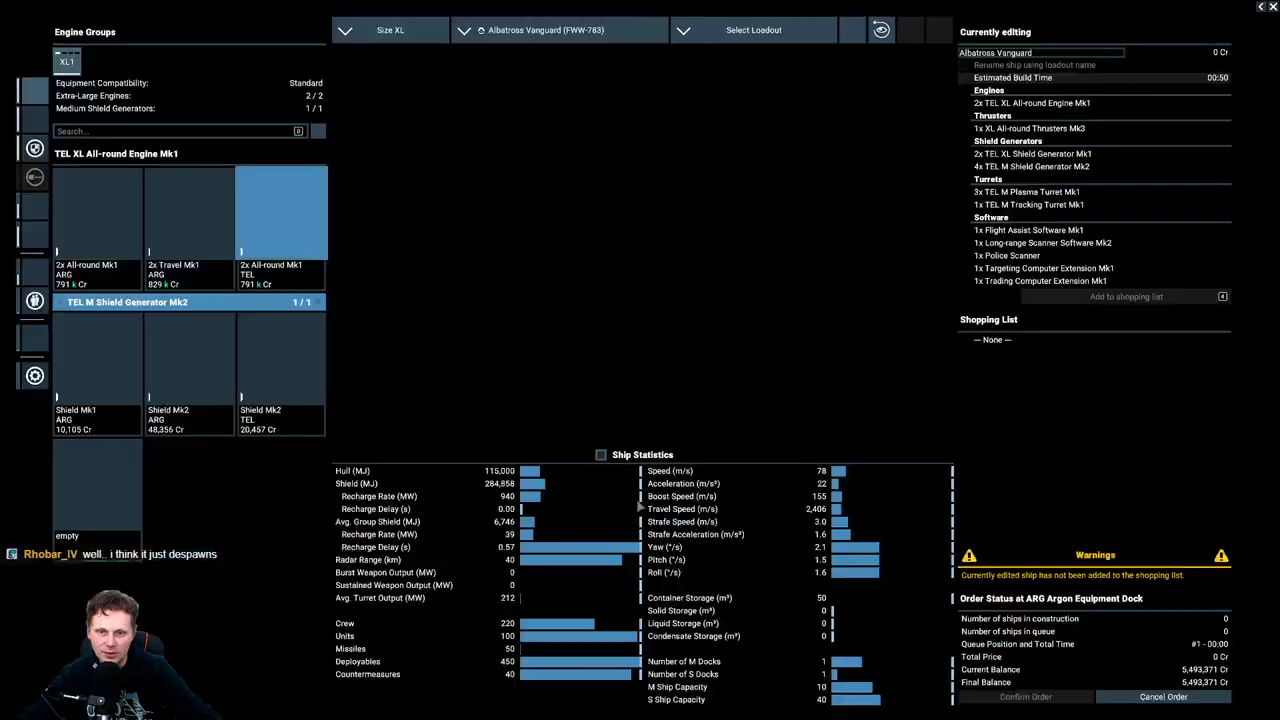 Engine Groups
XL1
Equipment Compatibility: Standard
Extra-Large Engines: 2 / 2
Medium Shield Generators: 1 / 1
Search...
TEL XL All-round Engine Mk1
2x All-round Mk1
ARG
791 k Cr
2x Travel Mk1
ARG
829 k Cr
2x All-round Mk1
TEL
791 k Cr
TEL M Shield Generator Mk2 1 / 1
Shield Mk1
ARG
10,105 Cr
Shield Mk2
ARG
48,356 Cr
Shield Mk2
TEL
20,457 Cr
empty
Rhobar_IV well.. i think it just despawns
Size XL
Albatross Vanguard (FWW-783)
Select Loadout
Ship Statistics
Hull (MJ) 115,000
Shield (MJ) 284,858
Recharge Rate (MW) 940
Recharge Delay (s) 0.00
Avg. Group Shield (MJ) 6,746
Recharge Rate (MW) 39
Recharge Delay (s) 0.57
Radar Range (km) 40
Burst Weapon Output (MW) 0
Sustained Weapon Output (MW) 0
Avg. Turret Output (MW) 212
Crew 220
Units 100
Missiles 50
Deployables 450
Countermeasures 40
Speed (m/s) 78
Acceleration (m/s²) 22
Boost Speed (m/s) 155
Travel Speed (m/s) 2,406
Strafe Speed (m/s) 3.0
Strafe Acceleration (m/s²) 1.6
Yaw (°/s) 2.1
Pitch (°/s) 1.5
Roll (°/s) 1.6
Container Storage (m³) 50
Solid Storage (m³) 0
Liquid Storage (m³) 0
Condensate Storage (m³) 0
Number of M Docks 1
Number of S Docks 1
M Ship Capacity 10
S Ship Capacity 40
Currently editing
Albatross Vanguard 0 Cr
Rename ship using loadout name
Estimated Build Time 00:50
Engines
2x TEL XL All-round Engine Mk1
Thrusters
1x XL All-round Thrusters Mk3
Shield Generators
2x TEL XL Shield Generator Mk1
4x TEL M Shield Generator Mk2
Turrets
3x TEL M Plasma Turret Mk1
1x TEL M Tracking Turret Mk1
Software
1x Flight Assist Software Mk1
1x Long-range Scanner Software Mk2
1x Police Scanner
1x Targeting Computer Extension Mk1
1x Trading Computer Extension Mk1
Add to shopping list
Shopping List
— None —
Warnings
Currently edited ship has not been added to the shopping list.
Order Status at ARG Argon Equipment Dock
Number of ships in construction 0
Number of ships in queue 0
Queue Position and Total Time #1 - 00:00
Total Price 0 Cr
Current Balance 5,493,371 Cr
Final Balance 5,493,371 Cr
Confirm Order
Cancel Order